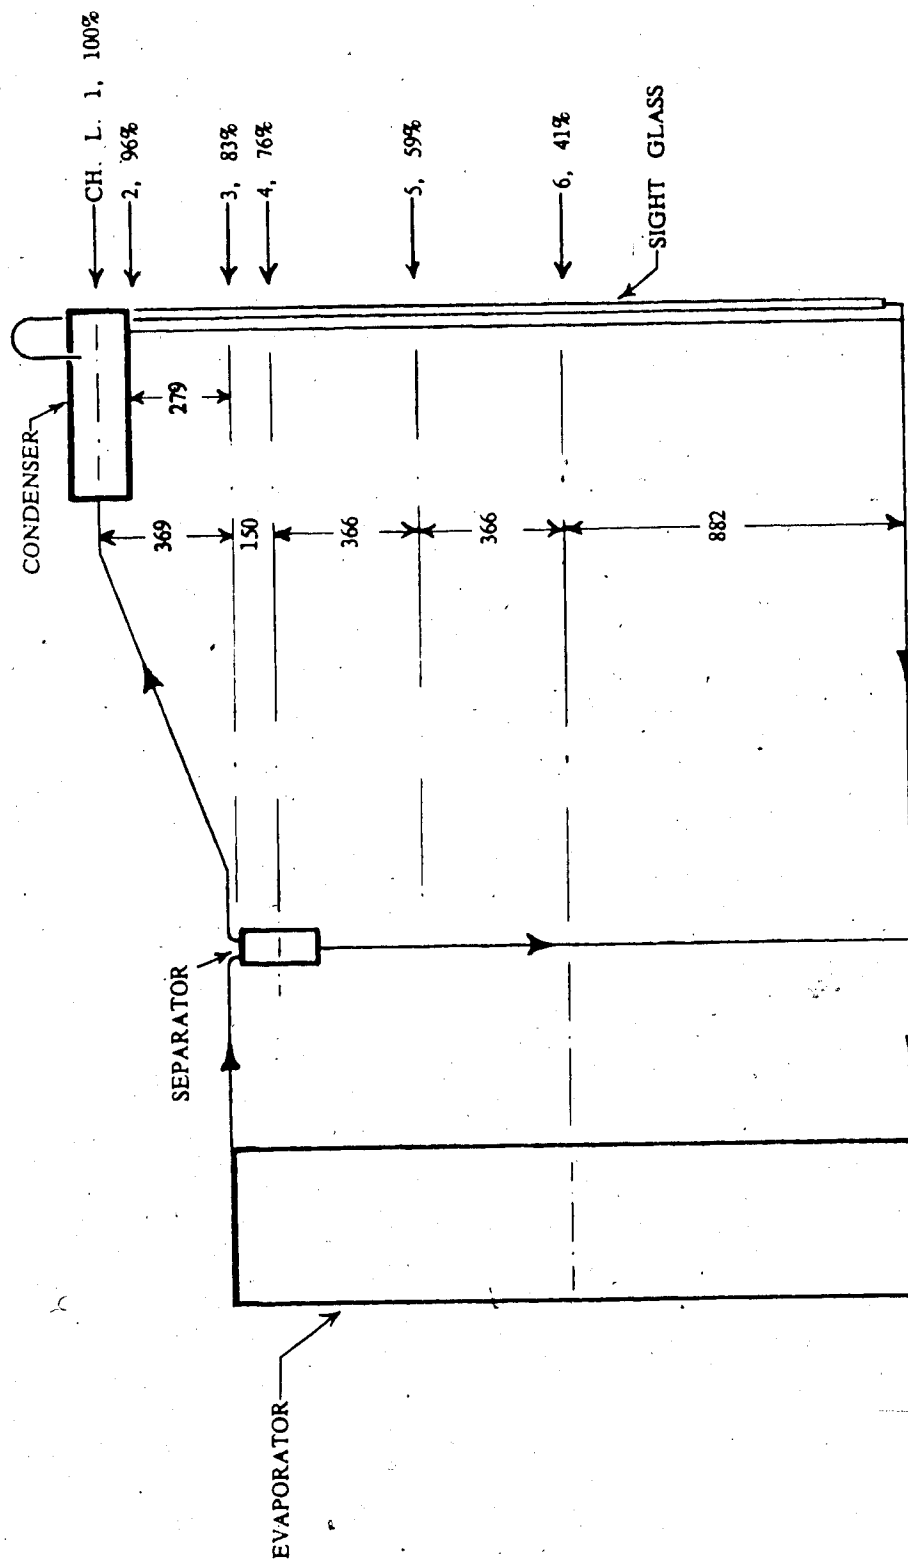 CH. L. 1, 100%
2, 96%
3, 83%
4, 76%
5, 59%
6, 41%
SIGHT GLASS
CONDENSER
279
369
150
366
366
882
SEPARATOR
EVAPORATOR